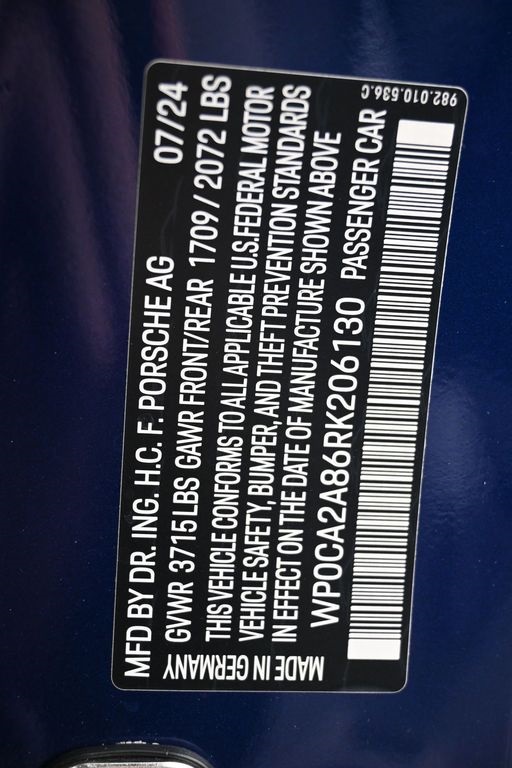 MFD BY DR. ING. H.C. F. PORSCHE AG 07/24
GVWR 3715 LBS GAWR FRONT/REAR 1709/2072 LBS
THIS VEHICLE CONFORMS TO ALL APPLICABLE U.S. FEDERAL MOTOR
VEHICLE SAFETY, BUMPER, AND THEFT PREVENTION STANDARDS
IN EFFECT ON THE DATE OF MANUFACTURE SHOWN ABOVE
WP0CA2A86RK206130 PASSENGER CAR
MADE IN GERMANY
982.010.536.C